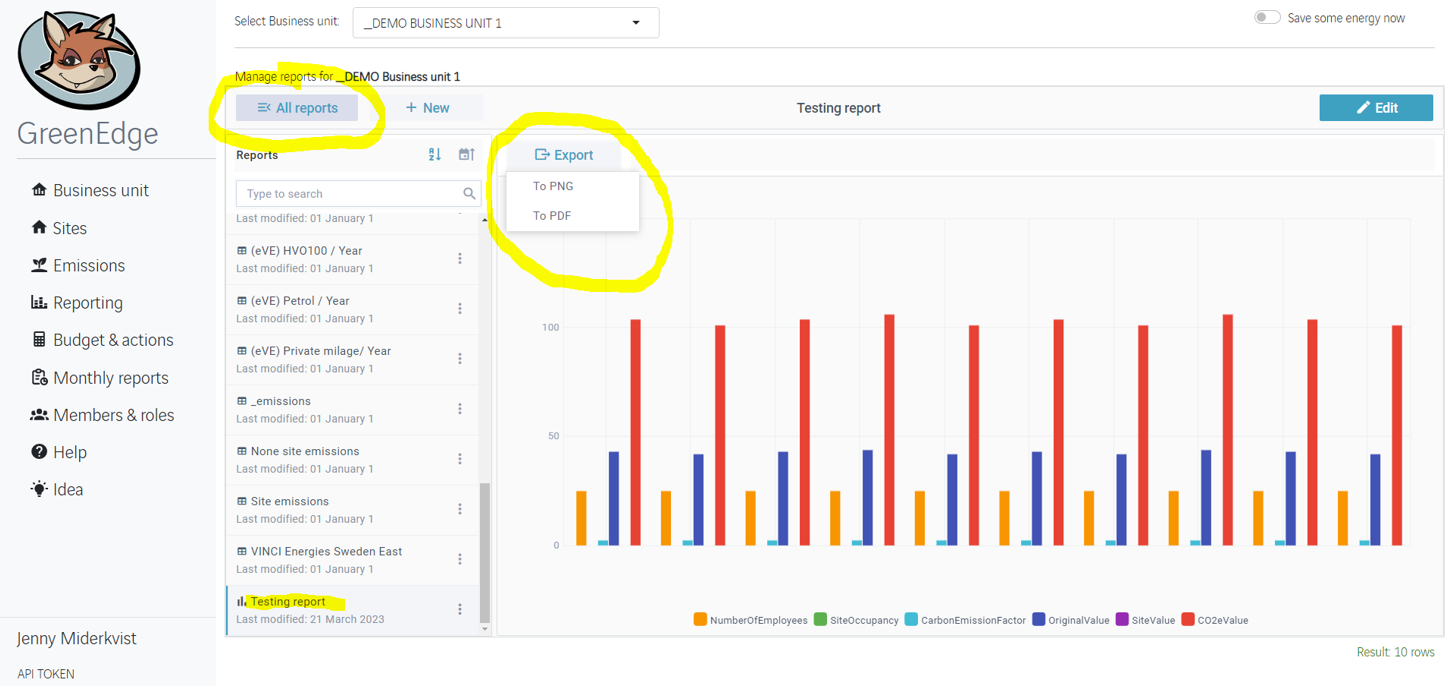 Select Business unit:
__DEMO BUSINESS UNIT 1
Save some energy now
GreenEdge
Manage reports for __DEMO Business unit 1
All reports
+ New
Testing report
Edit
Business unit
Sites
Emissions
Reporting
Budget & actions
Monthly reports
Members & roles
Help
Idea
Jenny Miderkvist
API TOKEN
Reports
Type to search
Last modified: 01 January 1
(eVE) HVO100 / Year
Last modified: 01 January 1
(eVE) Petrol / Year
Last modified: 01 January 1
(eVE) Private milage/ Year
Last modified: 01 January 1
_emissions
Last modified: 01 January 1
None site emissions
Last modified: 01 January 1
Site emissions
Last modified: 01 January 1
VINCI Energies Sweden East
Last modified: 01 January 1
Testing report
Last modified: 21 March 2023
Export
To PNG
To PDF
100
50
0
NumberOfEmployees SiteOccupancy CarbonEmissionFactor OriginalValue SiteValue CO2eValue
Result: 10 rows